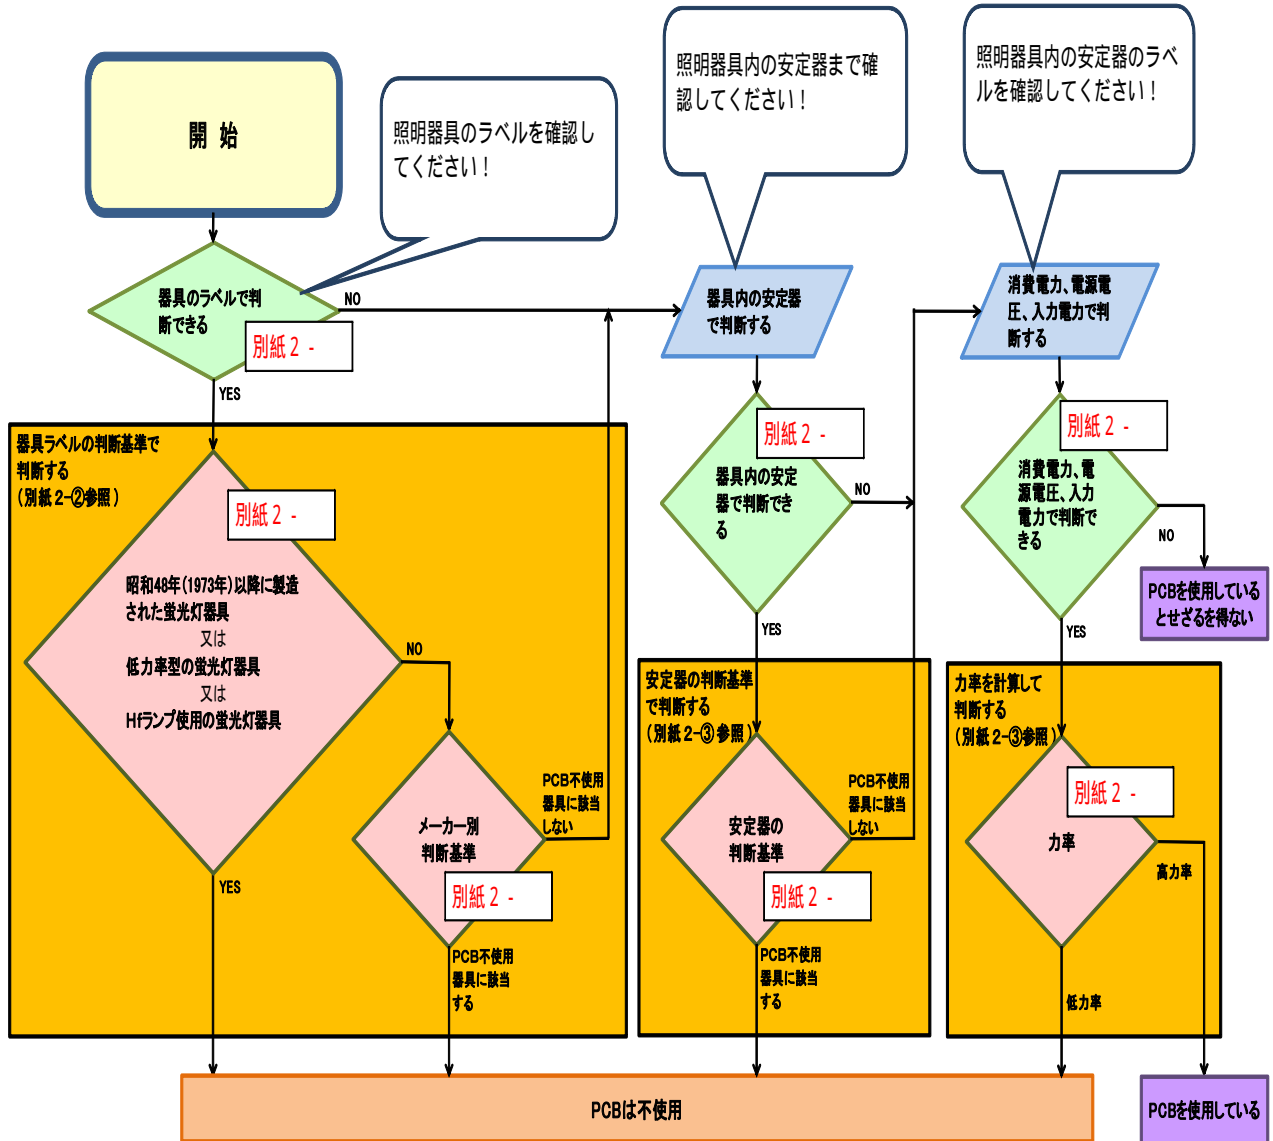 開 始
照明器具のラベルを確認し
てください！
照明器具内の安定器まで確
認してください！
照明器具内の安定器のラベ
ルを確認してください！
器具のラベルで判
断できる
別紙２ -
NO
YES
器具内の安定器
で判断する
消費電力、電源電
圧、入力電力で判
断する
器具ラベルの判断基準で
判断する
（別紙２-②参照）
別紙２ -
昭和48年(1973年)以降に製造
された蛍光灯器具
又は
低力率型の蛍光灯器具
又は
Hfランプ使用の蛍光灯器具
NO
YES
メーカー別
判断基準
別紙２ -
PCB不使用
器具に該当
しない
PCB不使用
器具に該当
する
別紙２ -
器具内の安定
器で判断でき
る
NO
YES
安定器の判断基準
で判断する
（別紙２-③参照）
安定器の
判断基準
別紙２ -
PCB不使用
器具に該当
しない
PCB不使用
器具に該当
する
別紙２ -
消費電力、電
源電圧、入力
電力で判断で
きる
NO
YES
PCBを使用している
とせざるを得ない
力率を計算して
判断する
（別紙２-③参照）
別紙２ -
力率
高力率
低力率
PCBは不使用
PCBを使用している